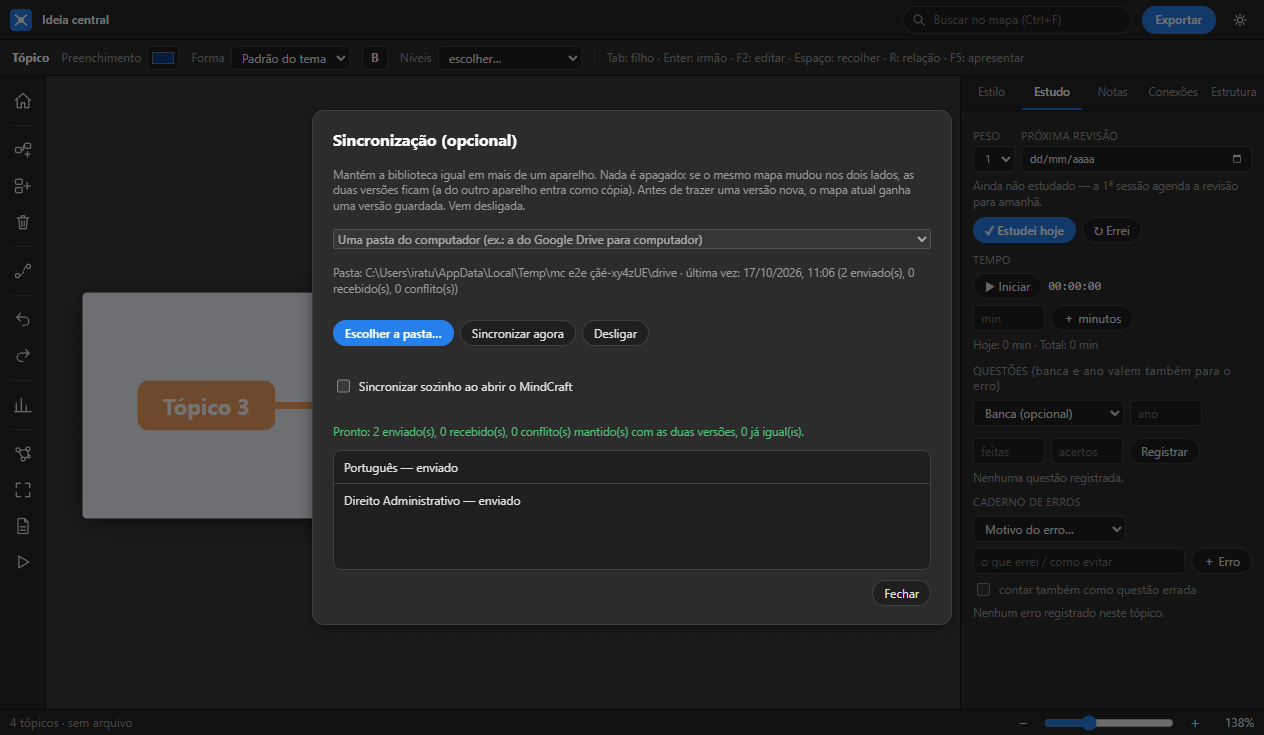 Ideia central
Buscar no mapa (Ctrl+F)
Exportar
Tópico
Preenchimento
Forma
Padrão do tema
B
Níveis
escolher...
Tab: filho · Enter: irmão · F2: editar · Espaço: recolher · R: relação · F5: apresentar
Estilo
Estudo
Notas
Conexões
Estrutura
Tópico 3
Sincronização (opcional)
Mantém a biblioteca igual em mais de um aparelho. Nada é apagado: se o mesmo mapa mudou nos dois lados, as
duas versões ficam (a do outro aparelho entra como cópia). Antes de trazer uma versão nova, o mapa atual ganha
uma versão guardada. Vem desligada.
Uma pasta do computador (ex.: a do Google Drive para computador)
Pasta: C:\Users\iratu\AppData\Local\Temp\mc e2e çãé-xy4zUE\drive · última vez: 17/10/2026, 11:06 (2 enviado(s), 0
recebido(s), 0 conflito(s))
Escolher a pasta...
Sincronizar agora
Desligar
Sincronizar sozinho ao abrir o MindCraft
Pronto: 2 enviado(s), 0 recebido(s), 0 conflito(s) mantido(s) com as duas versões, 0 já igual(is).
Português — enviado
Direito Administrativo — enviado
Fechar
PESO
PRÓXIMA REVISÃO
1
dd/mm/aaaa
Ainda não estudado — a 1ª sessão agenda a revisão
para amanhã.
✓ Estudei hoje
↻ Errei
TEMPO
▶ Iniciar
00:00:00
min
+ minutos
Hoje: 0 min · Total: 0 min
QUESTÕES (banca e ano valem também para o
erro)
Banca (opcional)
ano
feitas
acertos
Registrar
Nenhuma questão registrada.
CADERNO DE ERROS
Motivo do erro...
o que errei / como evitar
+ Erro
contar também como questão errada
Nenhum erro registrado neste tópico.
4 tópicos · sem arquivo
−
+
138%